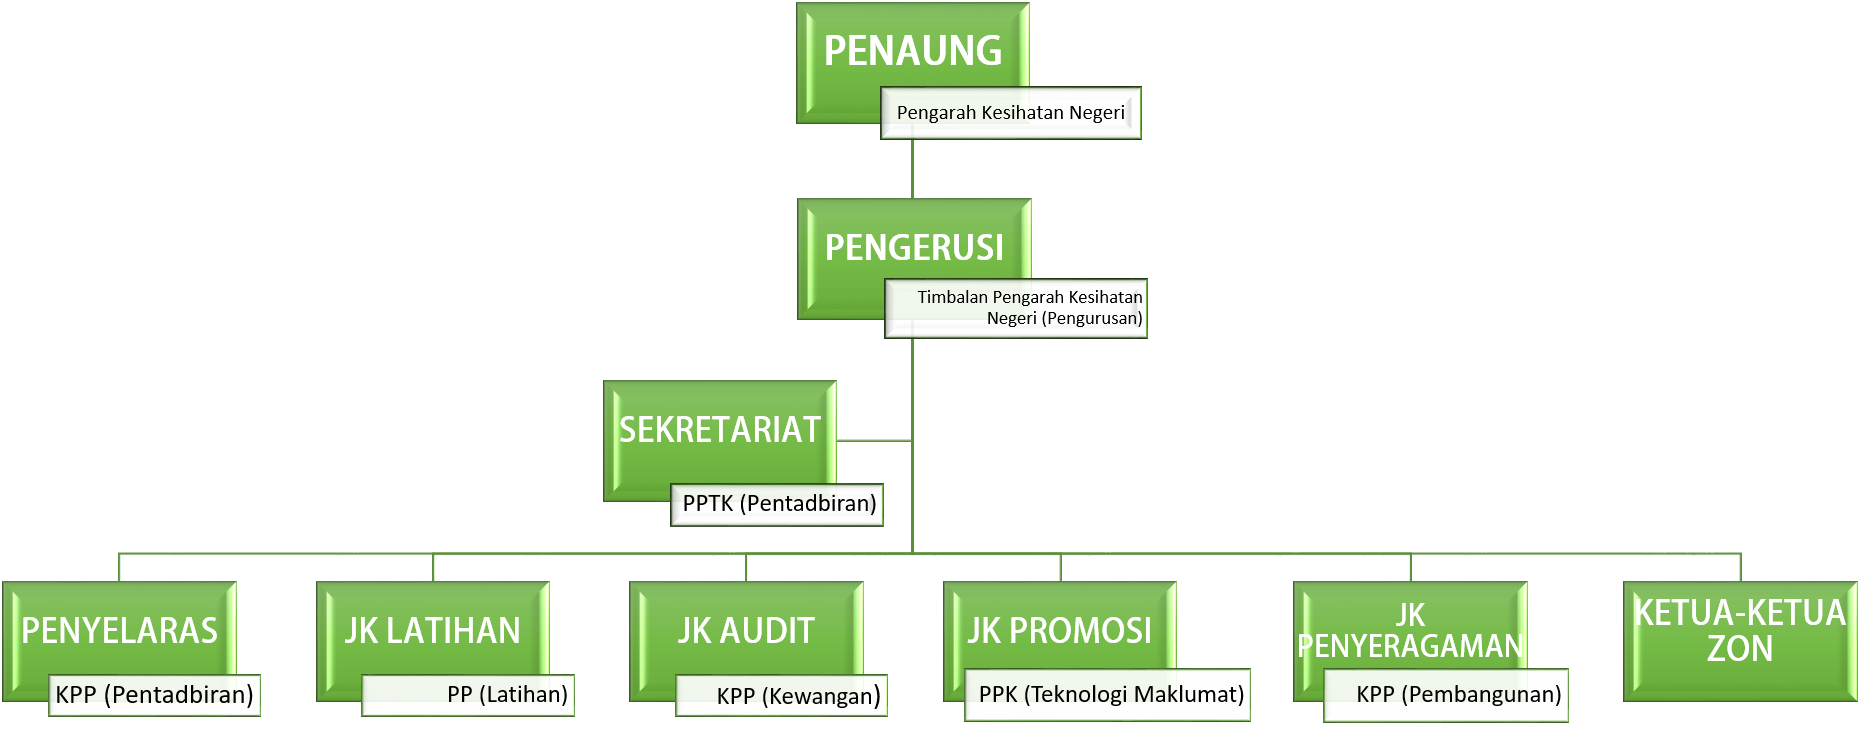 PENAUNG
Pengarah Kesihatan Negeri
PENGERUSI
Timbalan Pengarah Kesihatan
Negeri (Pengurusan)
SEKRETARIAT
PPTK (Pentadbiran)
PENYELARAS
KPP (Pentadbiran)
JK LATIHAN
PP (Latihan)
JK AUDIT
KPP (Kewangan)
JK PROMOSI
PPK (Teknologi Maklumat)
JK
PENYERAGAMAN
KPP (Pembangunan)
KETUA-KETUA
ZON